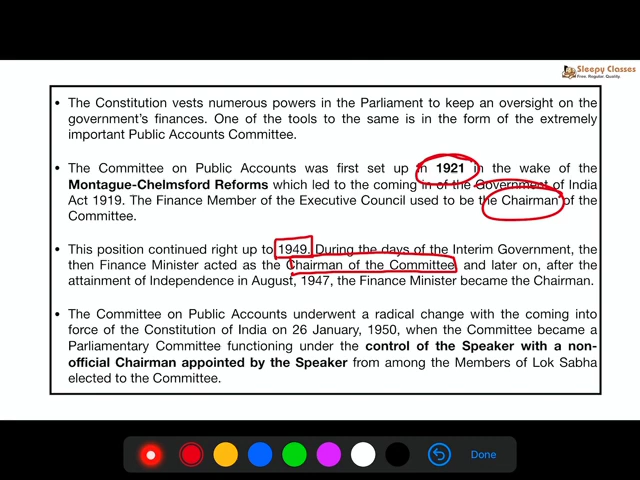 Sleepy Classes
Free. Regular. Quality.
• The Constitution vests numerous powers in the Parliament to keep an oversight on the
government's finances. One of the tools to the same is in the form of the extremely
important Public Accounts Committee.
• The Committee on Public Accounts was first set up in 1921 in the wake of the
Montague-Chelmsford Reforms which led to the coming in of the Government of India
Act 1919. The Finance Member of the Executive Council used to be the Chairman of the
Committee.
• This position continued right up to 1949. During the days of the Interim Government, the
then Finance Minister acted as the Chairman of the Committee and later on, after the
attainment of Independence in August, 1947, the Finance Minister became the Chairman.
• The Committee on Public Accounts underwent a radical change with the coming into
force of the Constitution of India on 26 January, 1950, when the Committee became a
Parliamentary Committee functioning under the control of the Speaker with a non-
official Chairman appointed by the Speaker from among the Members of Lok Sabha
elected to the Committee.
Done